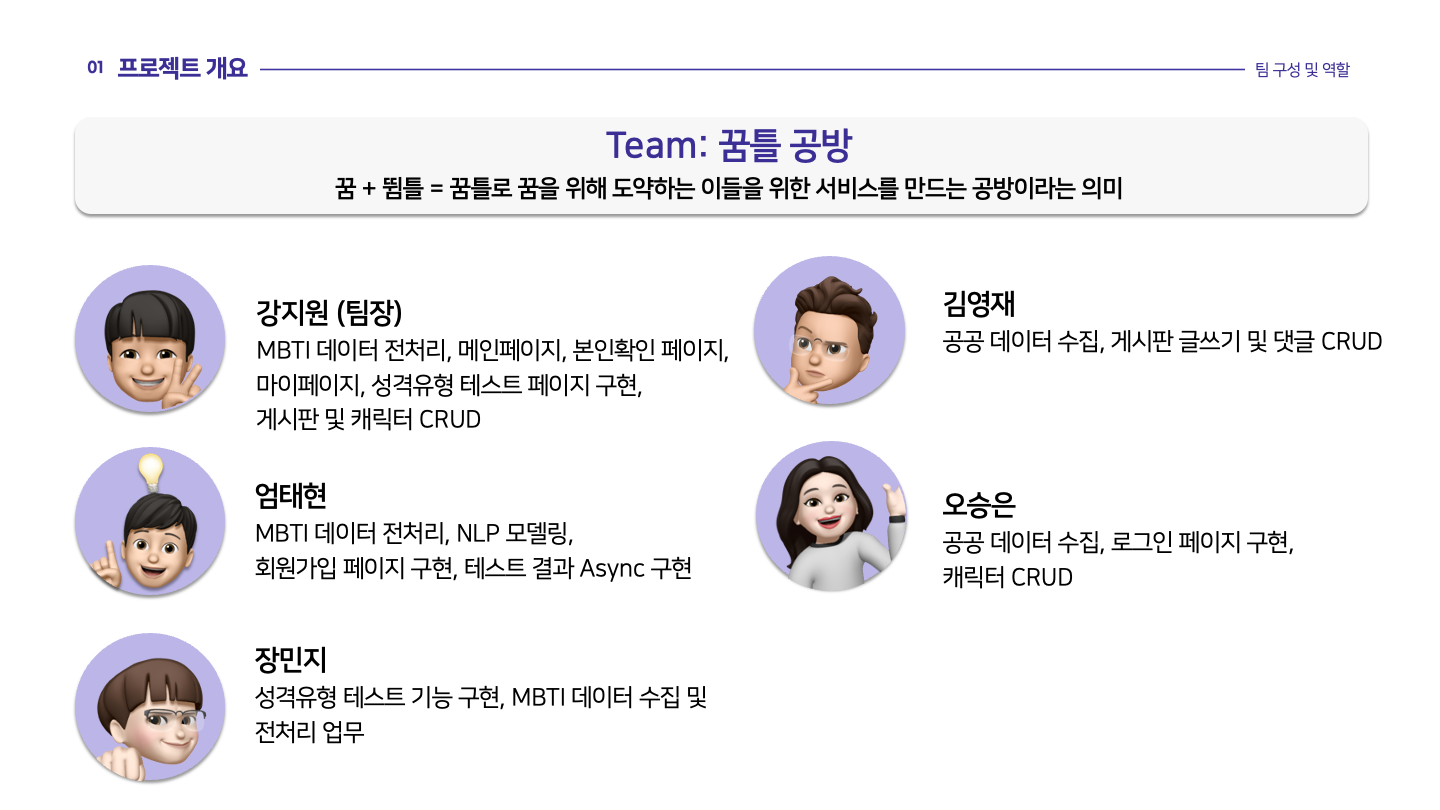 01 프로젝트 개요
팀 구성 및 역할
Team: 꿈틀 공방
꿈 + 뜀틀 = 꿈틀로 꿈을 위해 도약하는 이들을 위한 서비스를 만드는 공방이라는 의미
강지원 (팀장)
MBTI 데이터 전처리, 메인페이지, 본인확인 페이지,
마이페이지, 성격유형 테스트 페이지 구현,
게시판 및 캐릭터 CRUD
김영재
공공 데이터 수집, 게시판 글쓰기 및 댓글 CRUD
엄태현
MBTI 데이터 전처리, NLP 모델링,
회원가입 페이지 구현, 테스트 결과 Async 구현
오승은
공공 데이터 수집, 로그인 페이지 구현,
캐릭터 CRUD
장민지
성격유형 테스트 기능 구현, MBTI 데이터 수집 및
전처리 업무